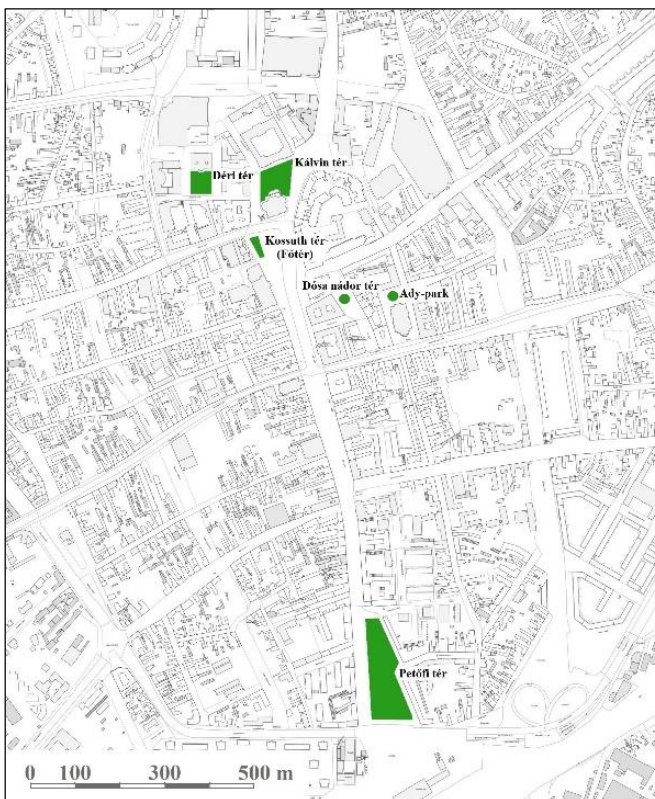 Kálvin tér
Déri tér
Kossuth tér
(Főtér)
Dósa nádor tér
Ady-park
Petőfi tér
0 100 300 500 m